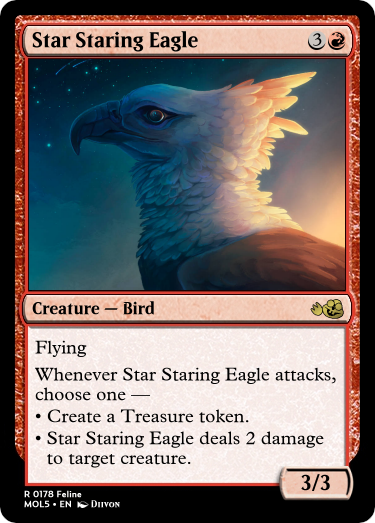 Star Staring Eagle 3
Creature — Bird
Flying
Whenever Star Staring Eagle attacks,
choose one —
• Create a Treasure token.
• Star Staring Eagle deals 2 damage
to target creature.
3/3
R 0178 Feline
MOL5 • EN Diivon